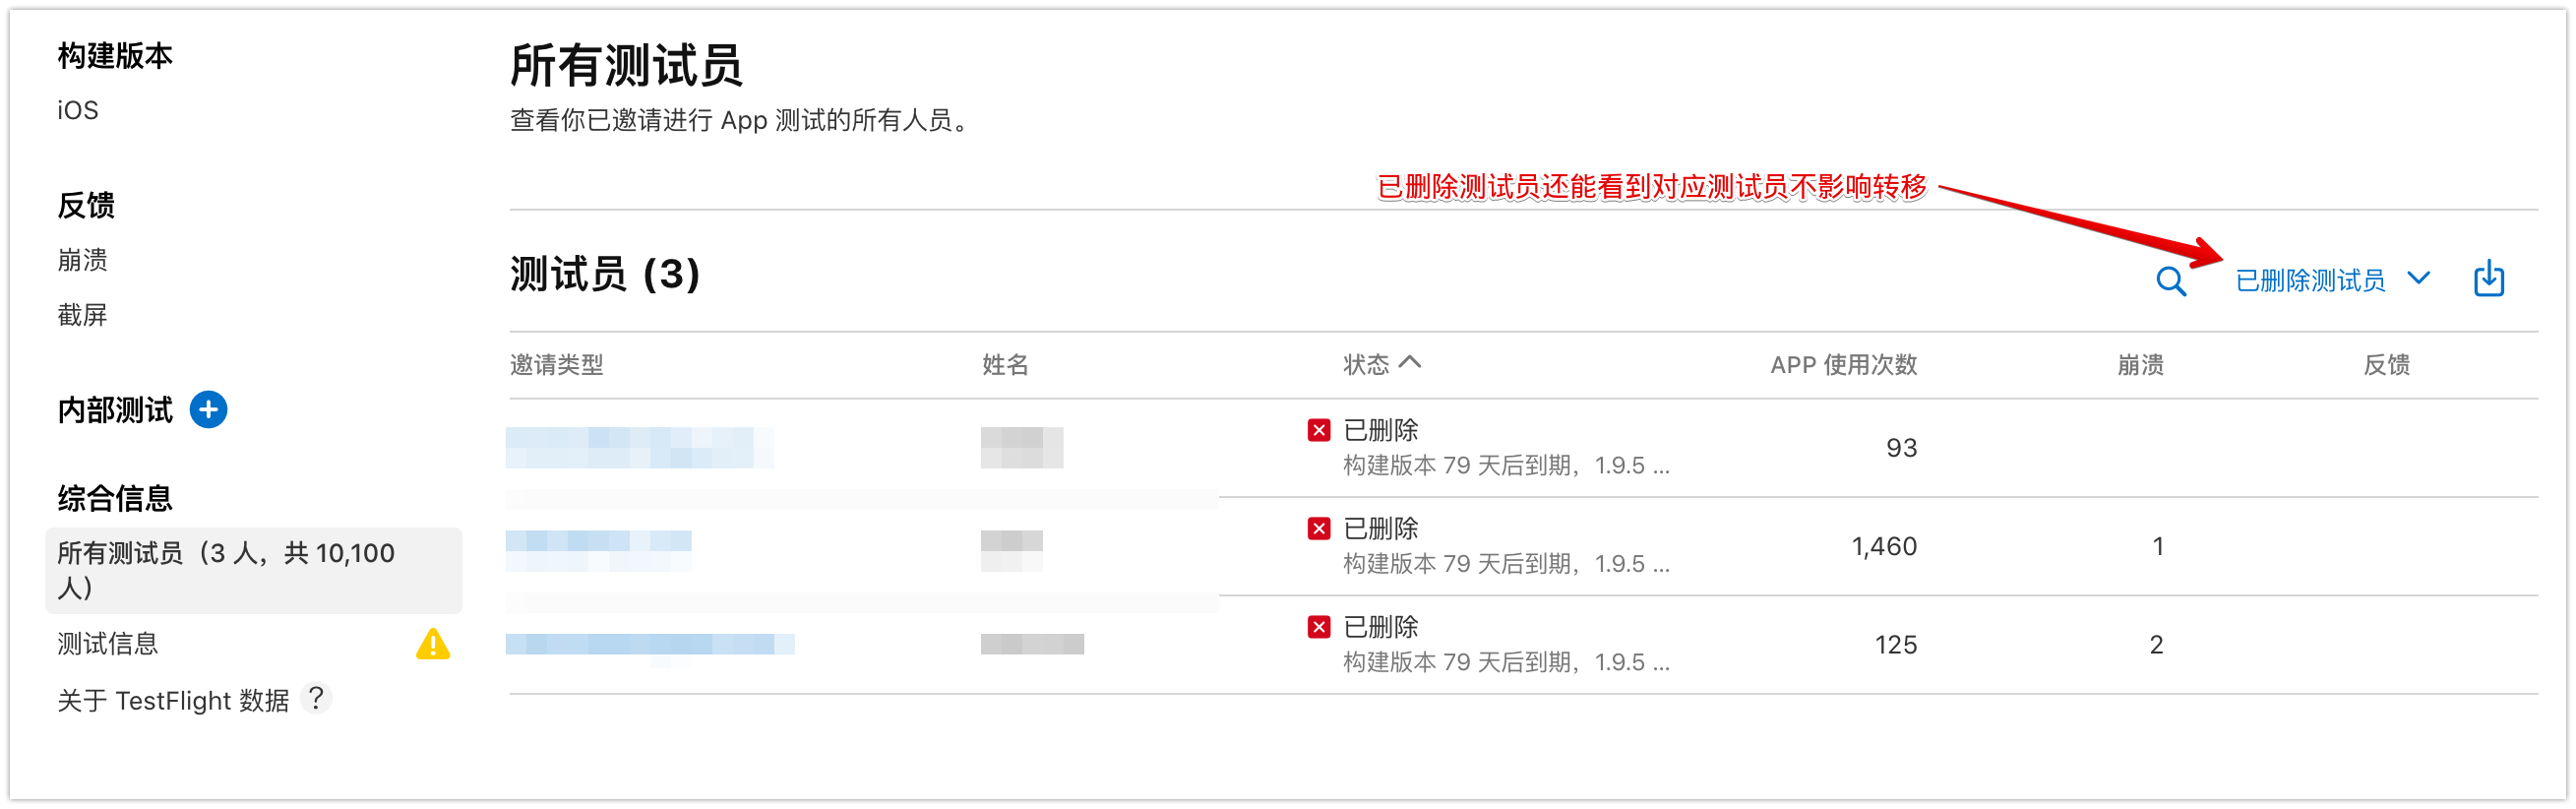 构建版本
iOS
反馈
崩溃
截屏
内部测试
综合信息
所有测试员（3 人，共 10,100
人）
测试信息
关于 TestFlight 数据 ?
所有测试员
查看你已邀请进行 App 测试的所有人员。
已删除测试员还能看到对应测试员不影响转移
测试员 (3)
已删除测试员
邀请类型 姓名 状态 APP 使用次数 崩溃 反馈
已删除
构建版本 79 天后到期，1.9.5 ...
93
已删除
构建版本 79 天后到期，1.9.5 ...
1,460 1
已删除
构建版本 79 天后到期，1.9.5 ...
125 2